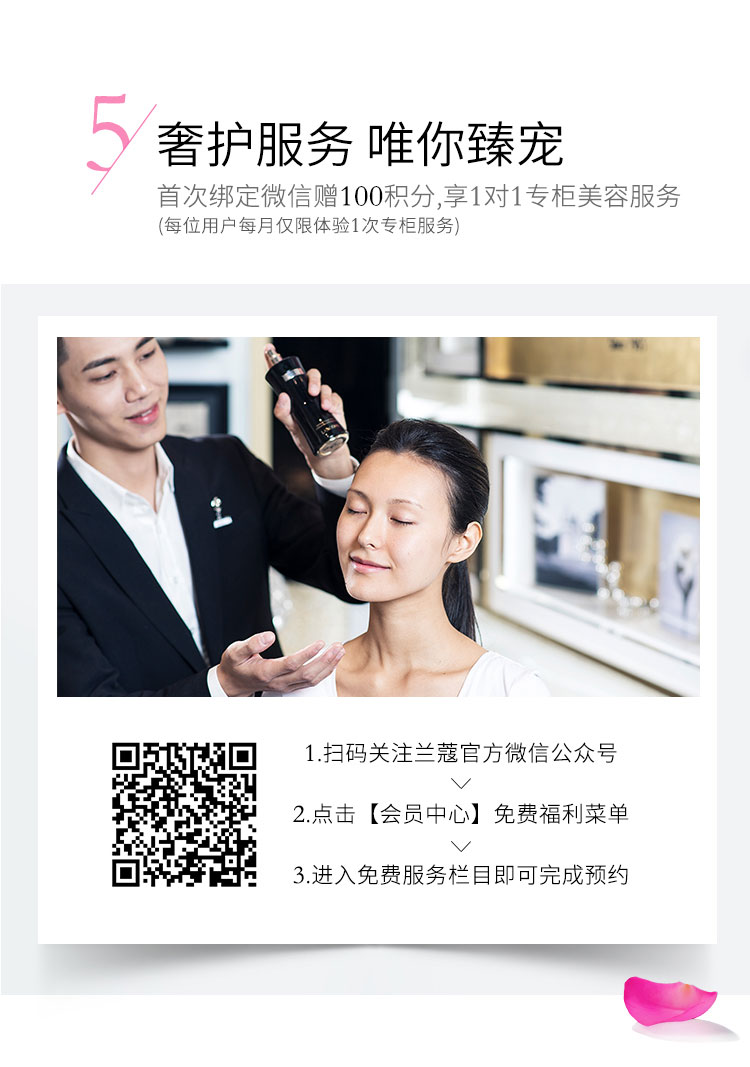 5
奢护服务 唯你臻宠
首次绑定微信赠100积分,享1对1专柜美容服务
(每位用户每月仅限体验1次专柜服务)
1.扫码关注兰蔻官方微信公众号
2.点击【会员中心】免费福利菜单
3.进入免费服务栏目即可完成预约